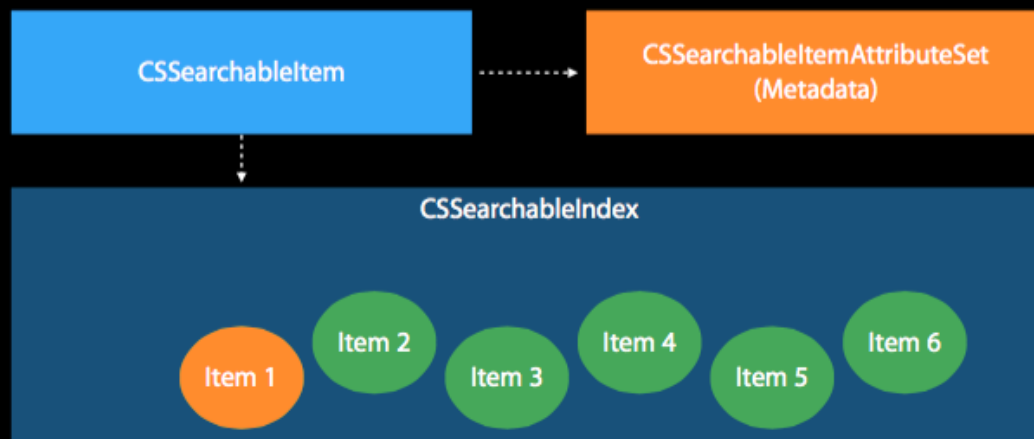 CSSearchableItem
CSSearchableItemAttributeSet
(Metadata)
CSSearchableIndex
Item 1
Item 2
Item 3
Item 4
Item 5
Item 6